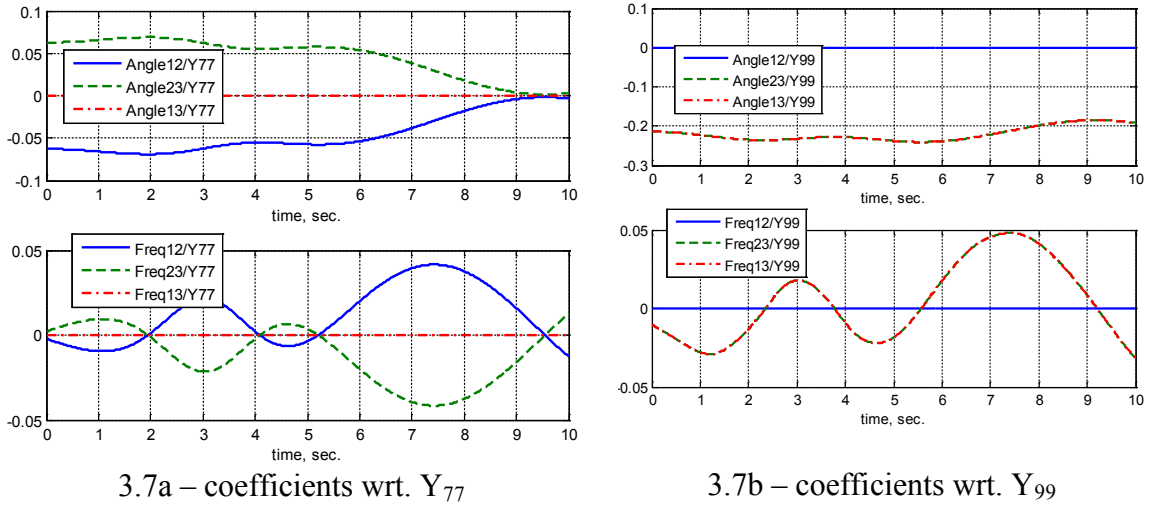 0.1
0.05
0
-0.05
-0.1
Angle12/Y77
Angle23/Y77
Angle13/Y77
0 1 2 3 4 5 6 7 8 9 10
time, sec.
0.05
0
-0.05
Freq12/Y77
Freq23/Y77
Freq13/Y77
0 1 2 3 4 5 6 7 8 9 10
time, sec.
3.7a – coefficients wrt. Y77
0.1
0
-0.1
-0.2
-0.3
Angle12/Y99
Angle23/Y99
Angle13/Y99
0 1 2 3 4 5 6 7 8 9 10
time, sec.
0.05
0
-0.05
Freq12/Y99
Freq23/Y99
Freq13/Y99
0 1 2 3 4 5 6 7 8 9 10
time, sec.
3.7b – coefficients wrt. Y99